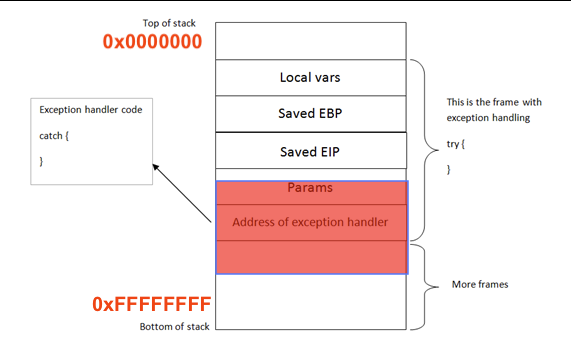 Top of stack
0x0000000
Local vars
Saved EBP
Saved EIP
Params
Address of exception handler
Exception handler code
catch {
}
This is the frame with
exception handling
try {
}
More frames
0xFFFFFFFF
Bottom of stack